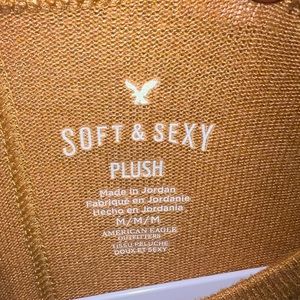 SOFT & SEXY
PLUSH
Made in Jordan
Fabriqué en Jordanie
Hecho en Jordania
M/M/M
AMERICAN EAGLE
OUTFITTERS
TISSU PELUCHE
DOUX ET SEXY